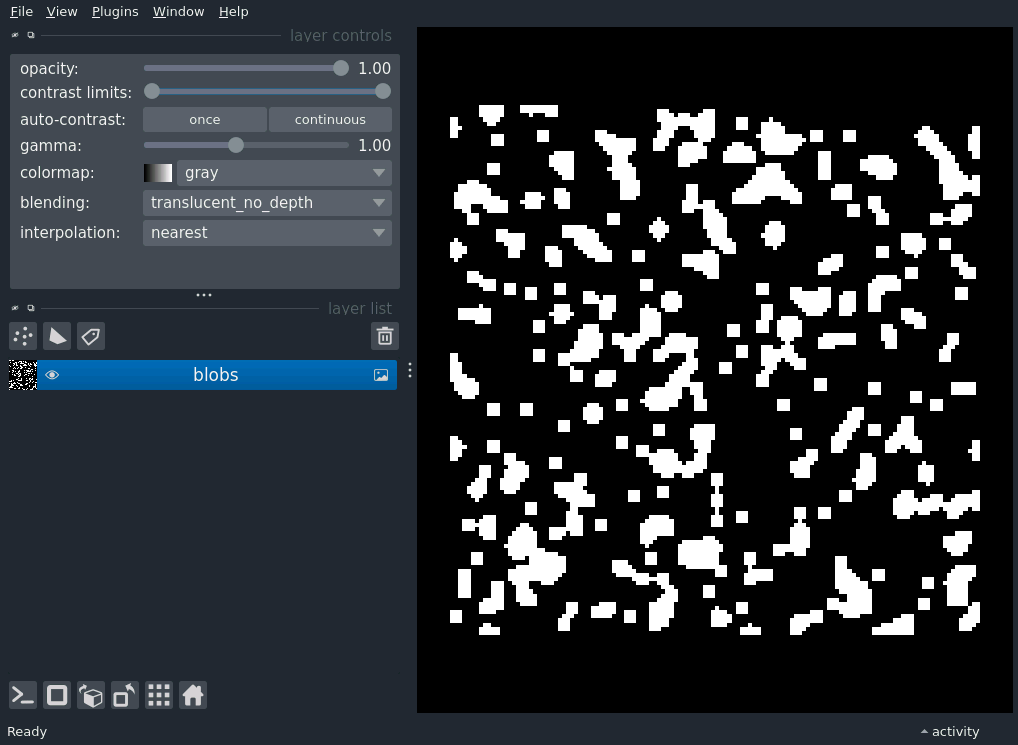 File View Plugins Window Help
layer controls
opacity: 1.00
contrast limits:
auto-contrast: once continuous
gamma: 1.00
colormap: gray
blending: translucent_no_depth
interpolation: nearest
layer list
blobs
Ready activity